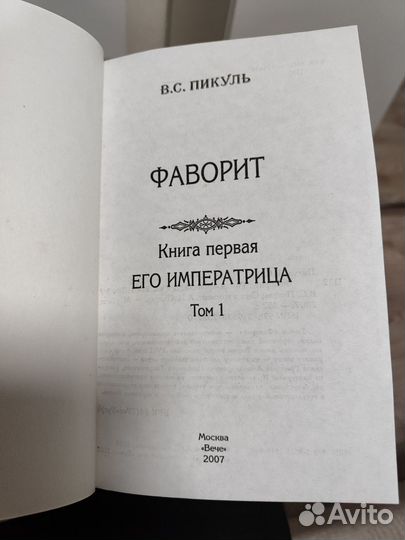 В.С. ПИКУЛЬ
ФАВОРИТ
Книга первая
ЕГО ИМПЕРАТРИЦА
Том 1
Москва
«Вече»
2007
Avito